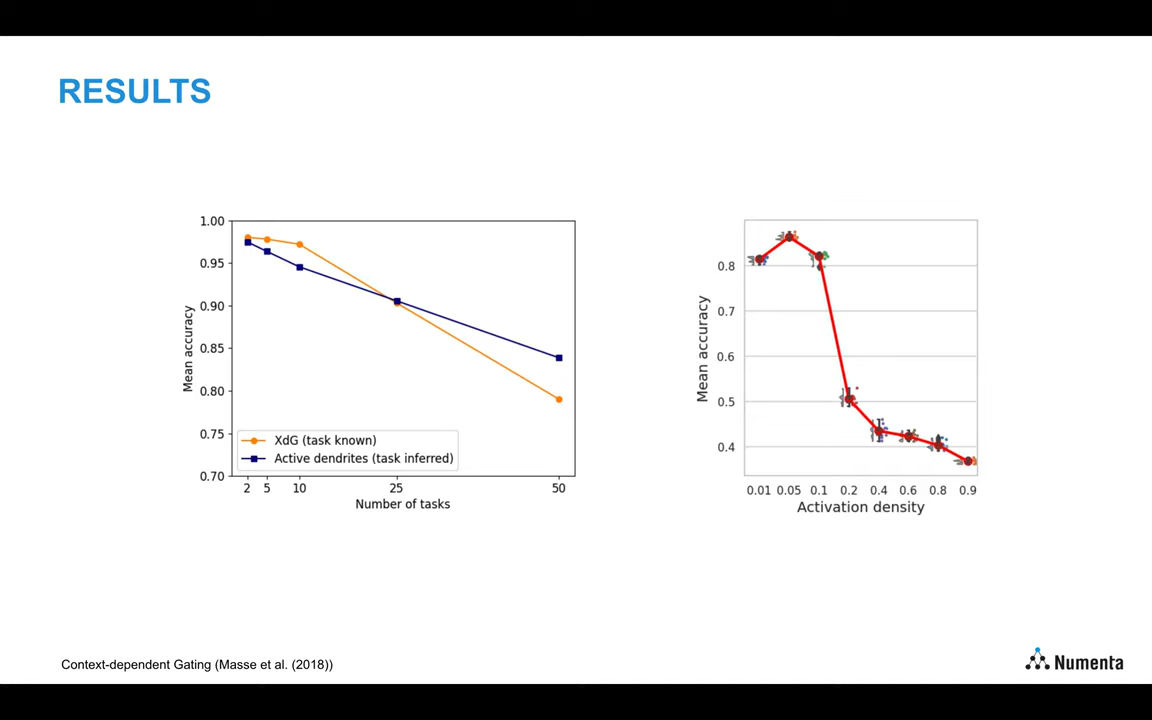 RESULTS
1.00
0.95
0.90
0.85
0.80
0.75
0.70
Mean accuracy
XdG (task known)
Active dendrites (task inferred)
2 5 10 25 50
Number of tasks
0.8
0.7
0.6
0.5
0.4
Mean accuracy
0.01 0.05 0.1 0.2 0.4 0.6 0.8 0.9
Activation density
Context-dependent Gating (Masse et al. (2018))
Numenta